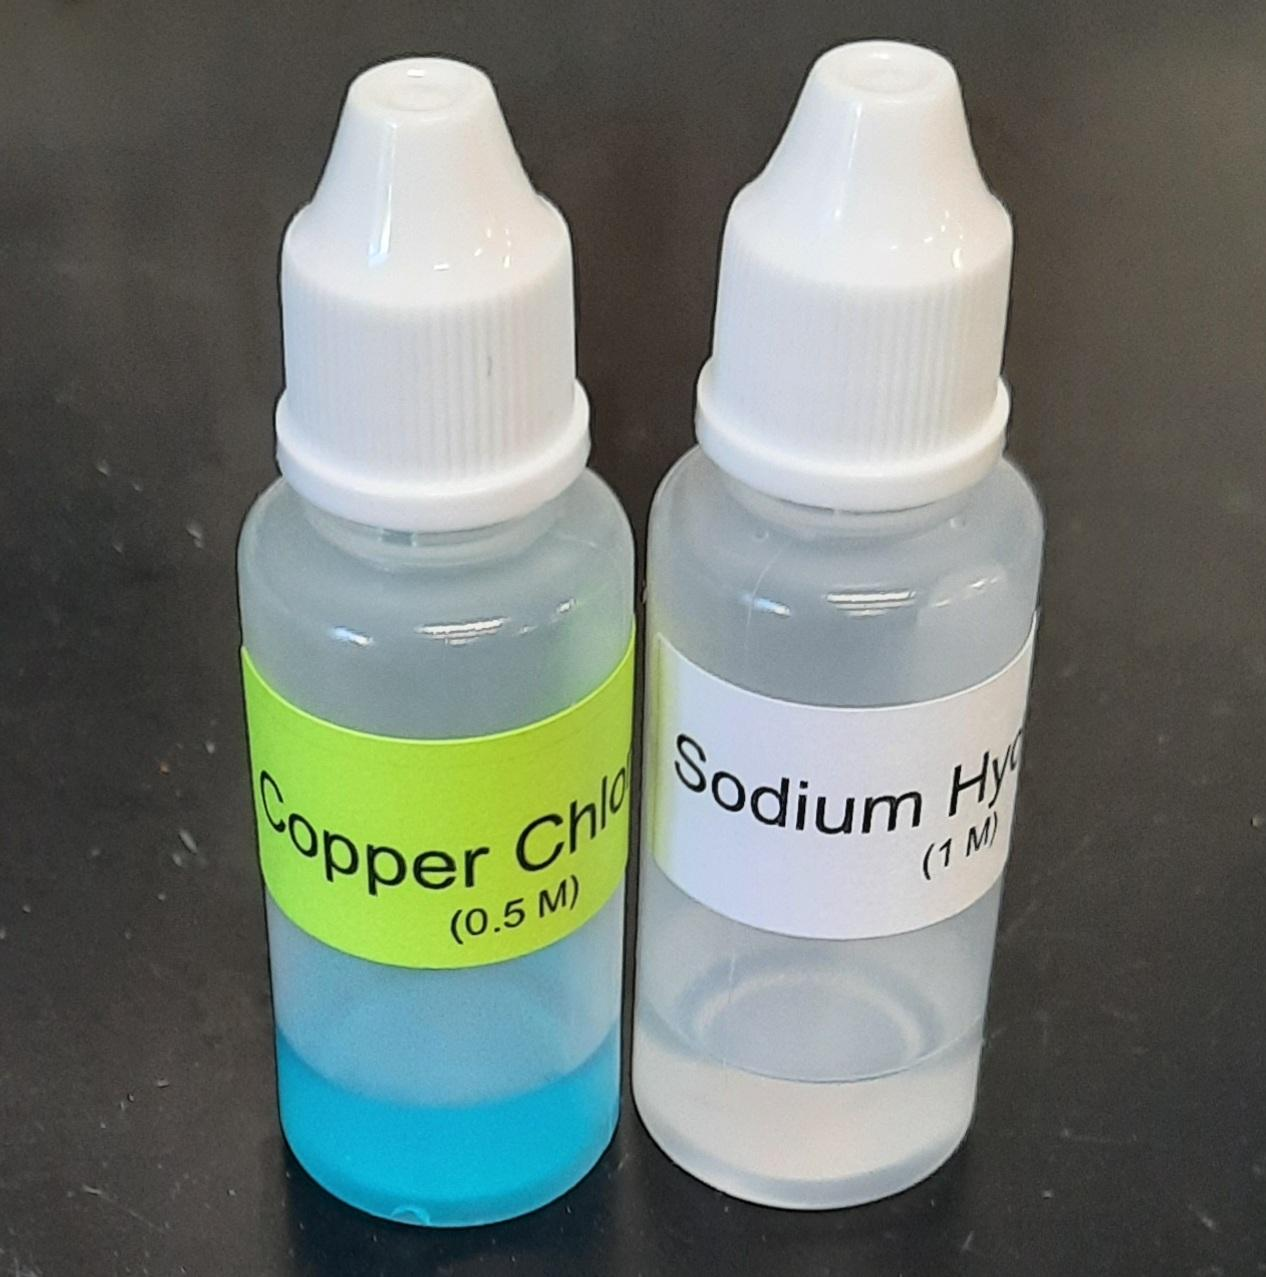 Copper Chlo
(0.5 M)
Sodium Hyd
(1 M)